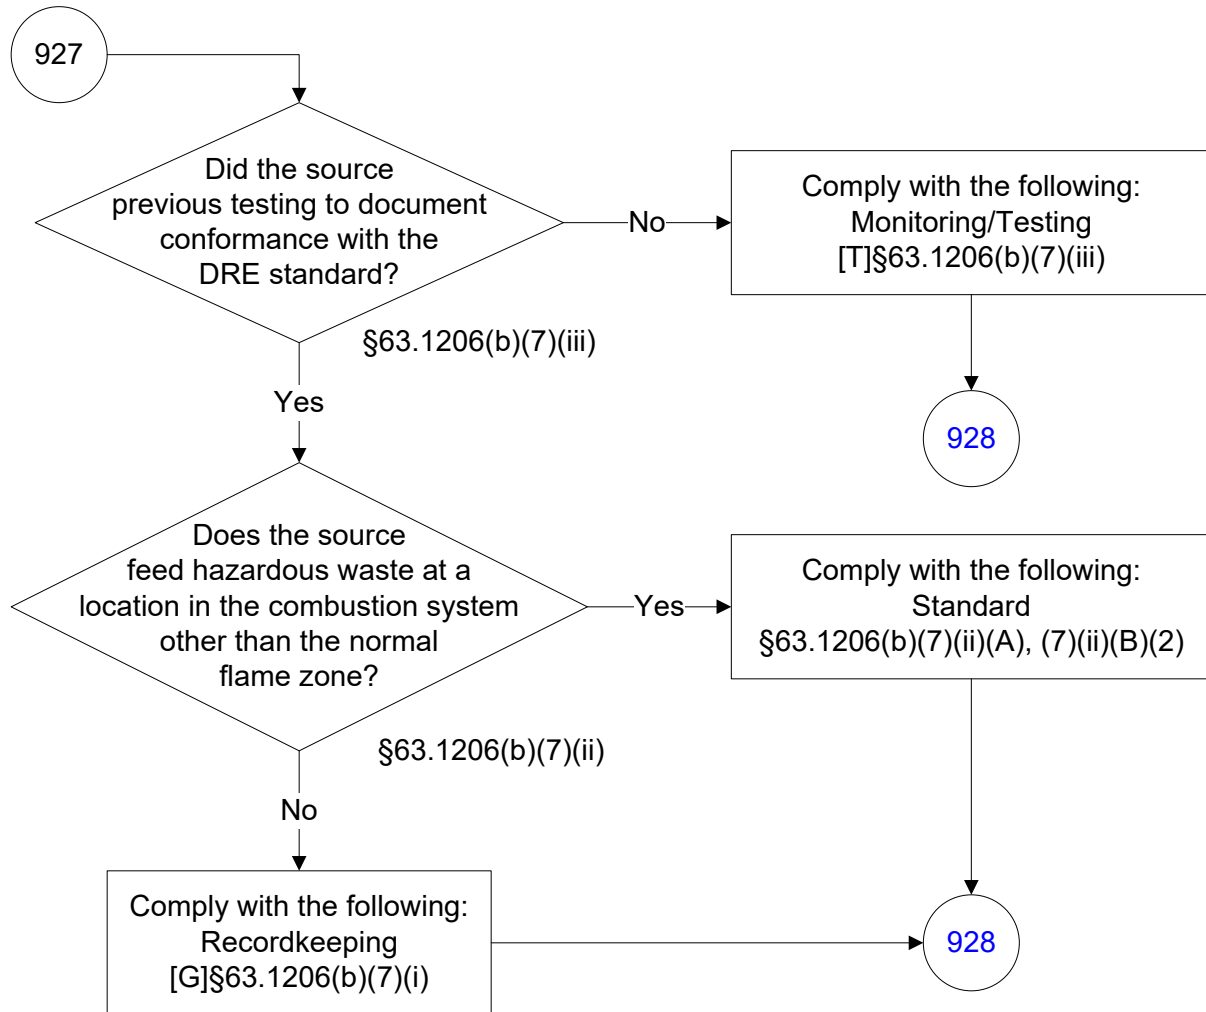 927
Did the source
previous testing to document
conformance with the
DRE standard?
§63.1206(b)(7)(iii)
No
Comply with the following:
Monitoring/Testing
[T]§63.1206(b)(7)(iii)
928
Yes
Does the source
feed hazardous waste at a
location in the combustion system
other than the normal
flame zone?
§63.1206(b)(7)(ii)
Yes
Comply with the following:
Standard
§63.1206(b)(7)(ii)(A), (7)(ii)(B)(2)
No
Comply with the following:
Recordkeeping
[G]§63.1206(b)(7)(i)
928